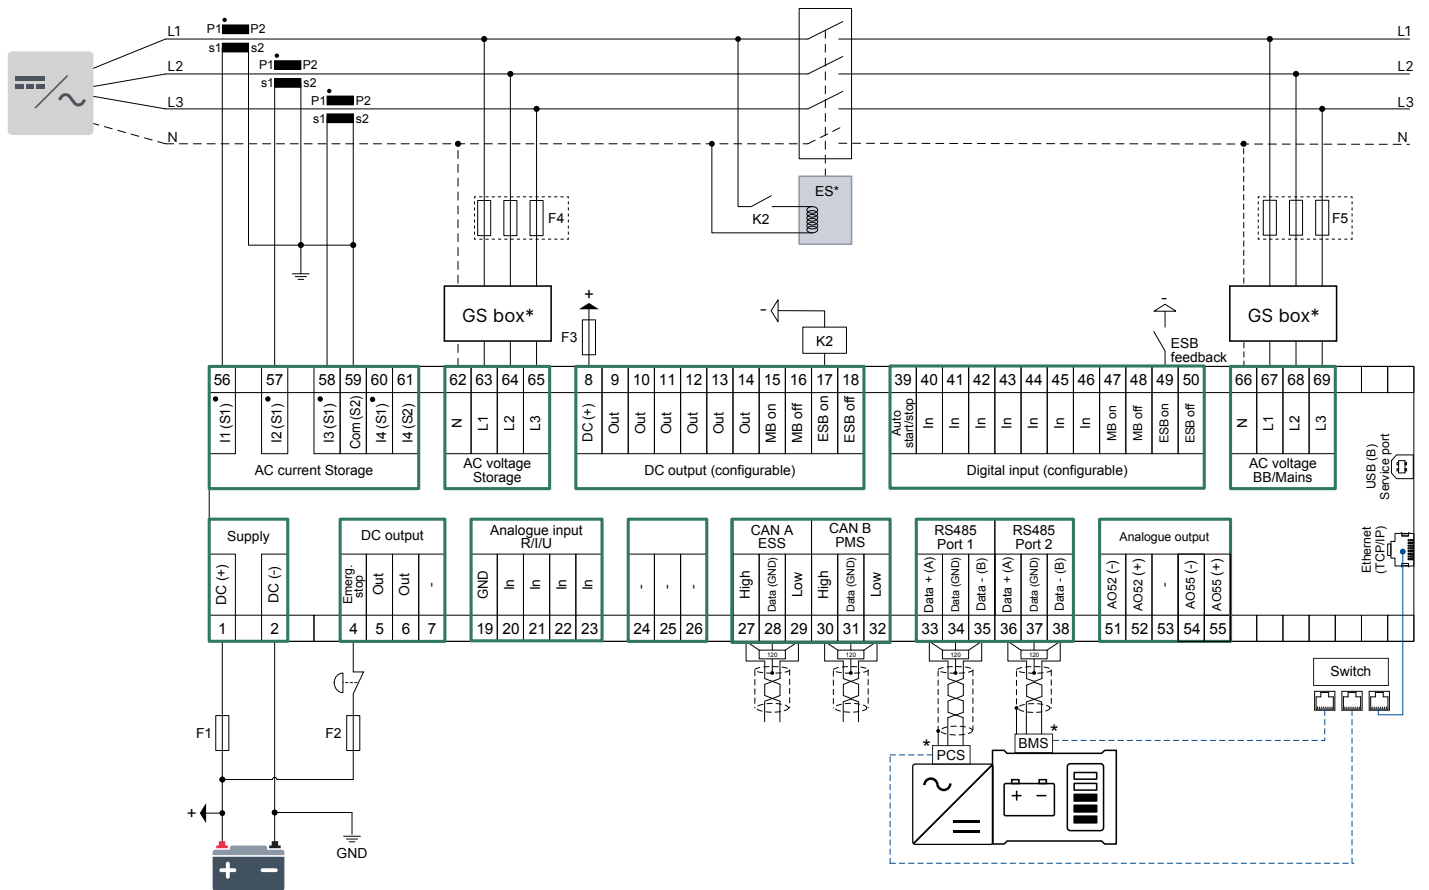 P1 P2
L1 L1
s1 s2
P1 P2
L2 L2
s1 s2
P1 P2
L3 L3
s1 s2
N N
ES*
K2
F4
F5
GS box*
GS box*
+
F3
-
K2
-
ESB
feedback
56 57 58 59 60 61
I1 (S1) I2 (S1) I3 (S1) Com (S2) I4 (S1) I4 (S2)
AC current Storage
62 63 64 65
N L1 L2 L3
AC voltage
Storage
8 9 10 11 12 13 14 15 16 17 18
DC (+) Out Out Out Out Out Out MB on MB off ESB on ESB off
DC output (configurable)
39 40 41 42 43 44 45 46 47 48 49 50
Auto
start/stop In In In In In In In MB on MB off ESB on ESB off
Digital input (configurable)
66 67 68 69
N L1 L2 L3
AC voltage
BB/Mains
USB (B)
Service port
Ethernet
(TCP/IP)
Supply
DC (+) DC (-)
1 2
DC output
Emerg.
stop Out Out -
4 5 6 7
Analogue input
R/I/U
GND In In In In
19 20 21 22 23
- - -
24 25 26
CAN A
ESS
CAN B
PMS
High Data (GND) Low High Data (GND) Low
27 28 29 30 31 32
RS485
Port 1
RS485
Port 2
Data + (A) Data (GND) Data - (B) Data + (A) Data (GND) Data - (B)
33 34 35 36 37 38
Analogue output
AO52 (-) AO52 (+) - AO55 (-) AO55 (+)
51 52 53 54 55
120 120 120 120
Switch
F1
F2
* PCS
BMS *
+ -
+
GND
+ -